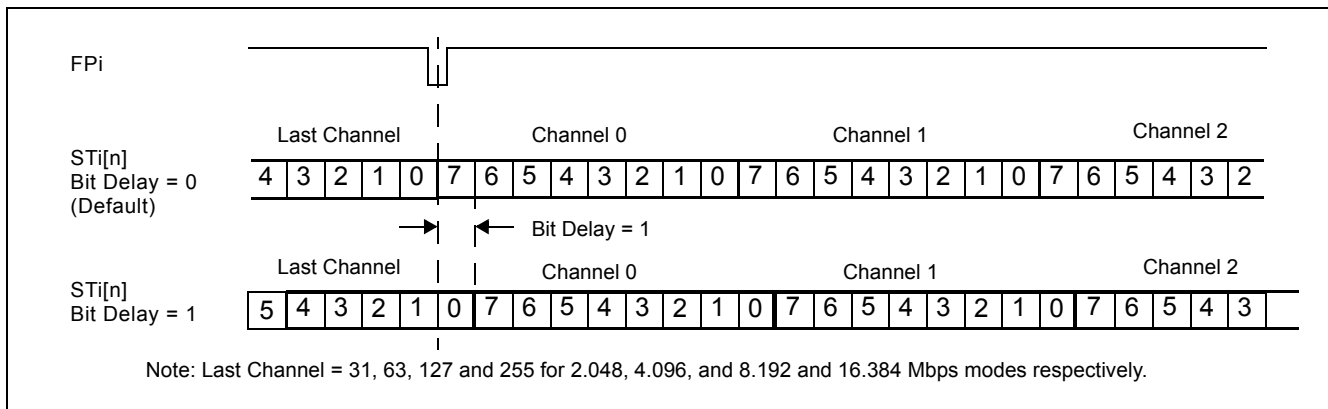 FPi
Last Channel Channel 0 Channel 1 Channel 2
STi[n]
Bit Delay = 0
(Default)
4 3 2 1 0 7 6 5 4 3 2 1 0 7 6 5 4 3 2 1 0 7 6 5 4 3 2
Bit Delay = 1
Last Channel Channel 0 Channel 1 Channel 2
STi[n]
Bit Delay = 1
5 4 3 2 1 0 7 6 5 4 3 2 1 0 7 6 5 4 3 2 1 0 7 6 5 4 3
Note: Last Channel = 31, 63, 127 and 255 for 2.048, 4.096, and 8.192 and 16.384 Mbps modes respectively.